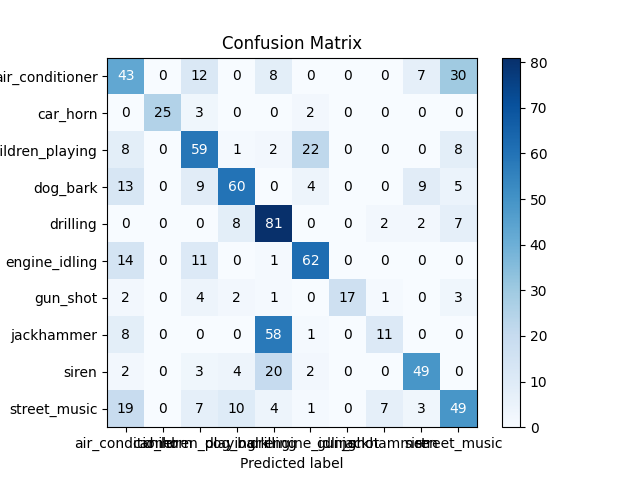 Confusion Matrix
air_conditioner 43 0 12 0 8 0 0 0 7 30
car_horn 0 25 3 0 0 2 0 0 0 0
ildren_playing 8 0 59 1 2 22 0 0 0 8
dog_bark 13 0 9 60 0 4 0 0 9 5
drilling 0 0 0 8 81 0 0 2 2 7
engine_idling 14 0 11 0 1 62 0 0 0 0
gun_shot 2 0 4 2 1 0 17 1 0 3
jackhammer 8 0 0 0 58 1 0 11 0 0
siren 2 0 3 4 20 2 0 0 49 0
street_music 19 0 7 10 4 1 0 7 3 49
Predicted label
80
70
60
50
40
30
20
10
0